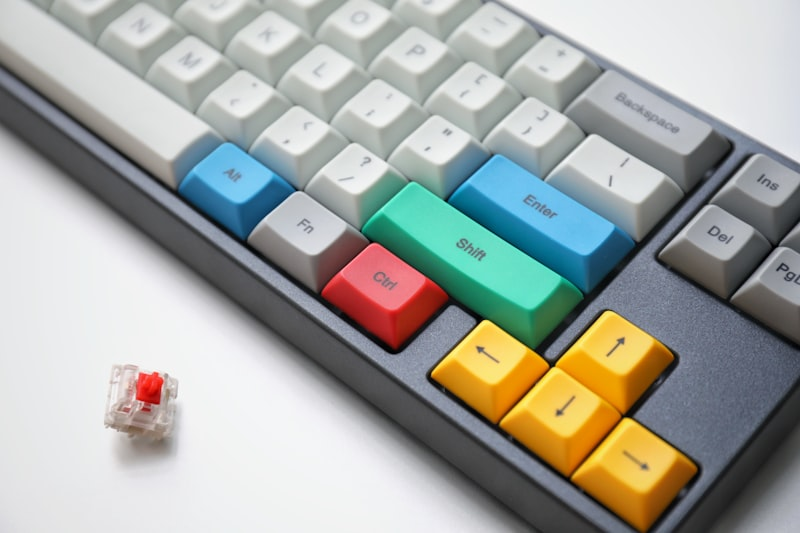 O
P
{ [
} ]
_ -
+ =
Backspace
Ins
K
L
: ;
" '
Enter
| \
Del
N
M
< ,
> .
? /
Shift
Alt
Fn
Ctrl
←
↑
↓
→